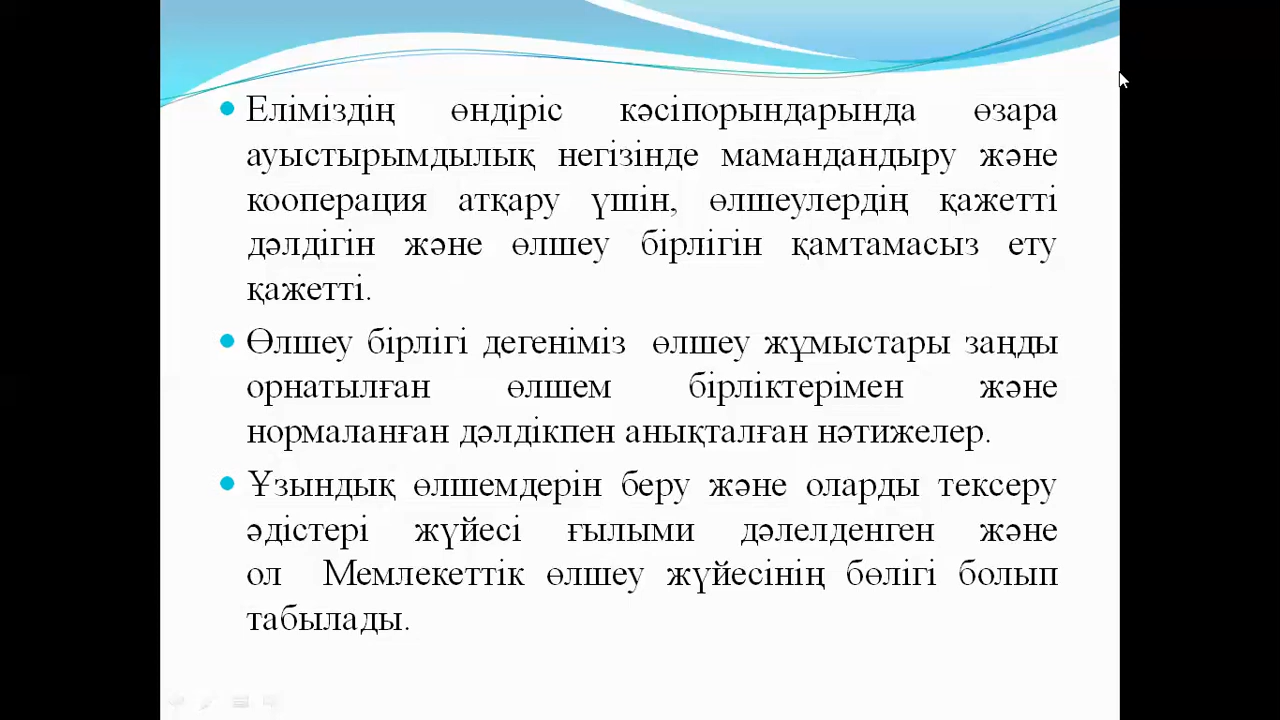 Еліміздің өндіріс кәсіпорындарында өзара
ауыстырымдылық негізінде мамандандыру және
кооперация атқару үшін, өлшеулердің қажетті
дәлдігін және өлшеу бірлігін қамтамасыз ету
қажетті.
Өлшеу бірлігі дегеніміз өлшеу жұмыстары заңды
орнатылған өлшем бірліктерімен және
нормаланған дәлдікпен анықталған нәтижелер.
Ұзындық өлшемдерін беру және оларды тексеру
әдістері жүйесі ғылыми дәлелденген және
ол Мемлекеттік өлшеу жүйесінің бөлігі болып
табылады.